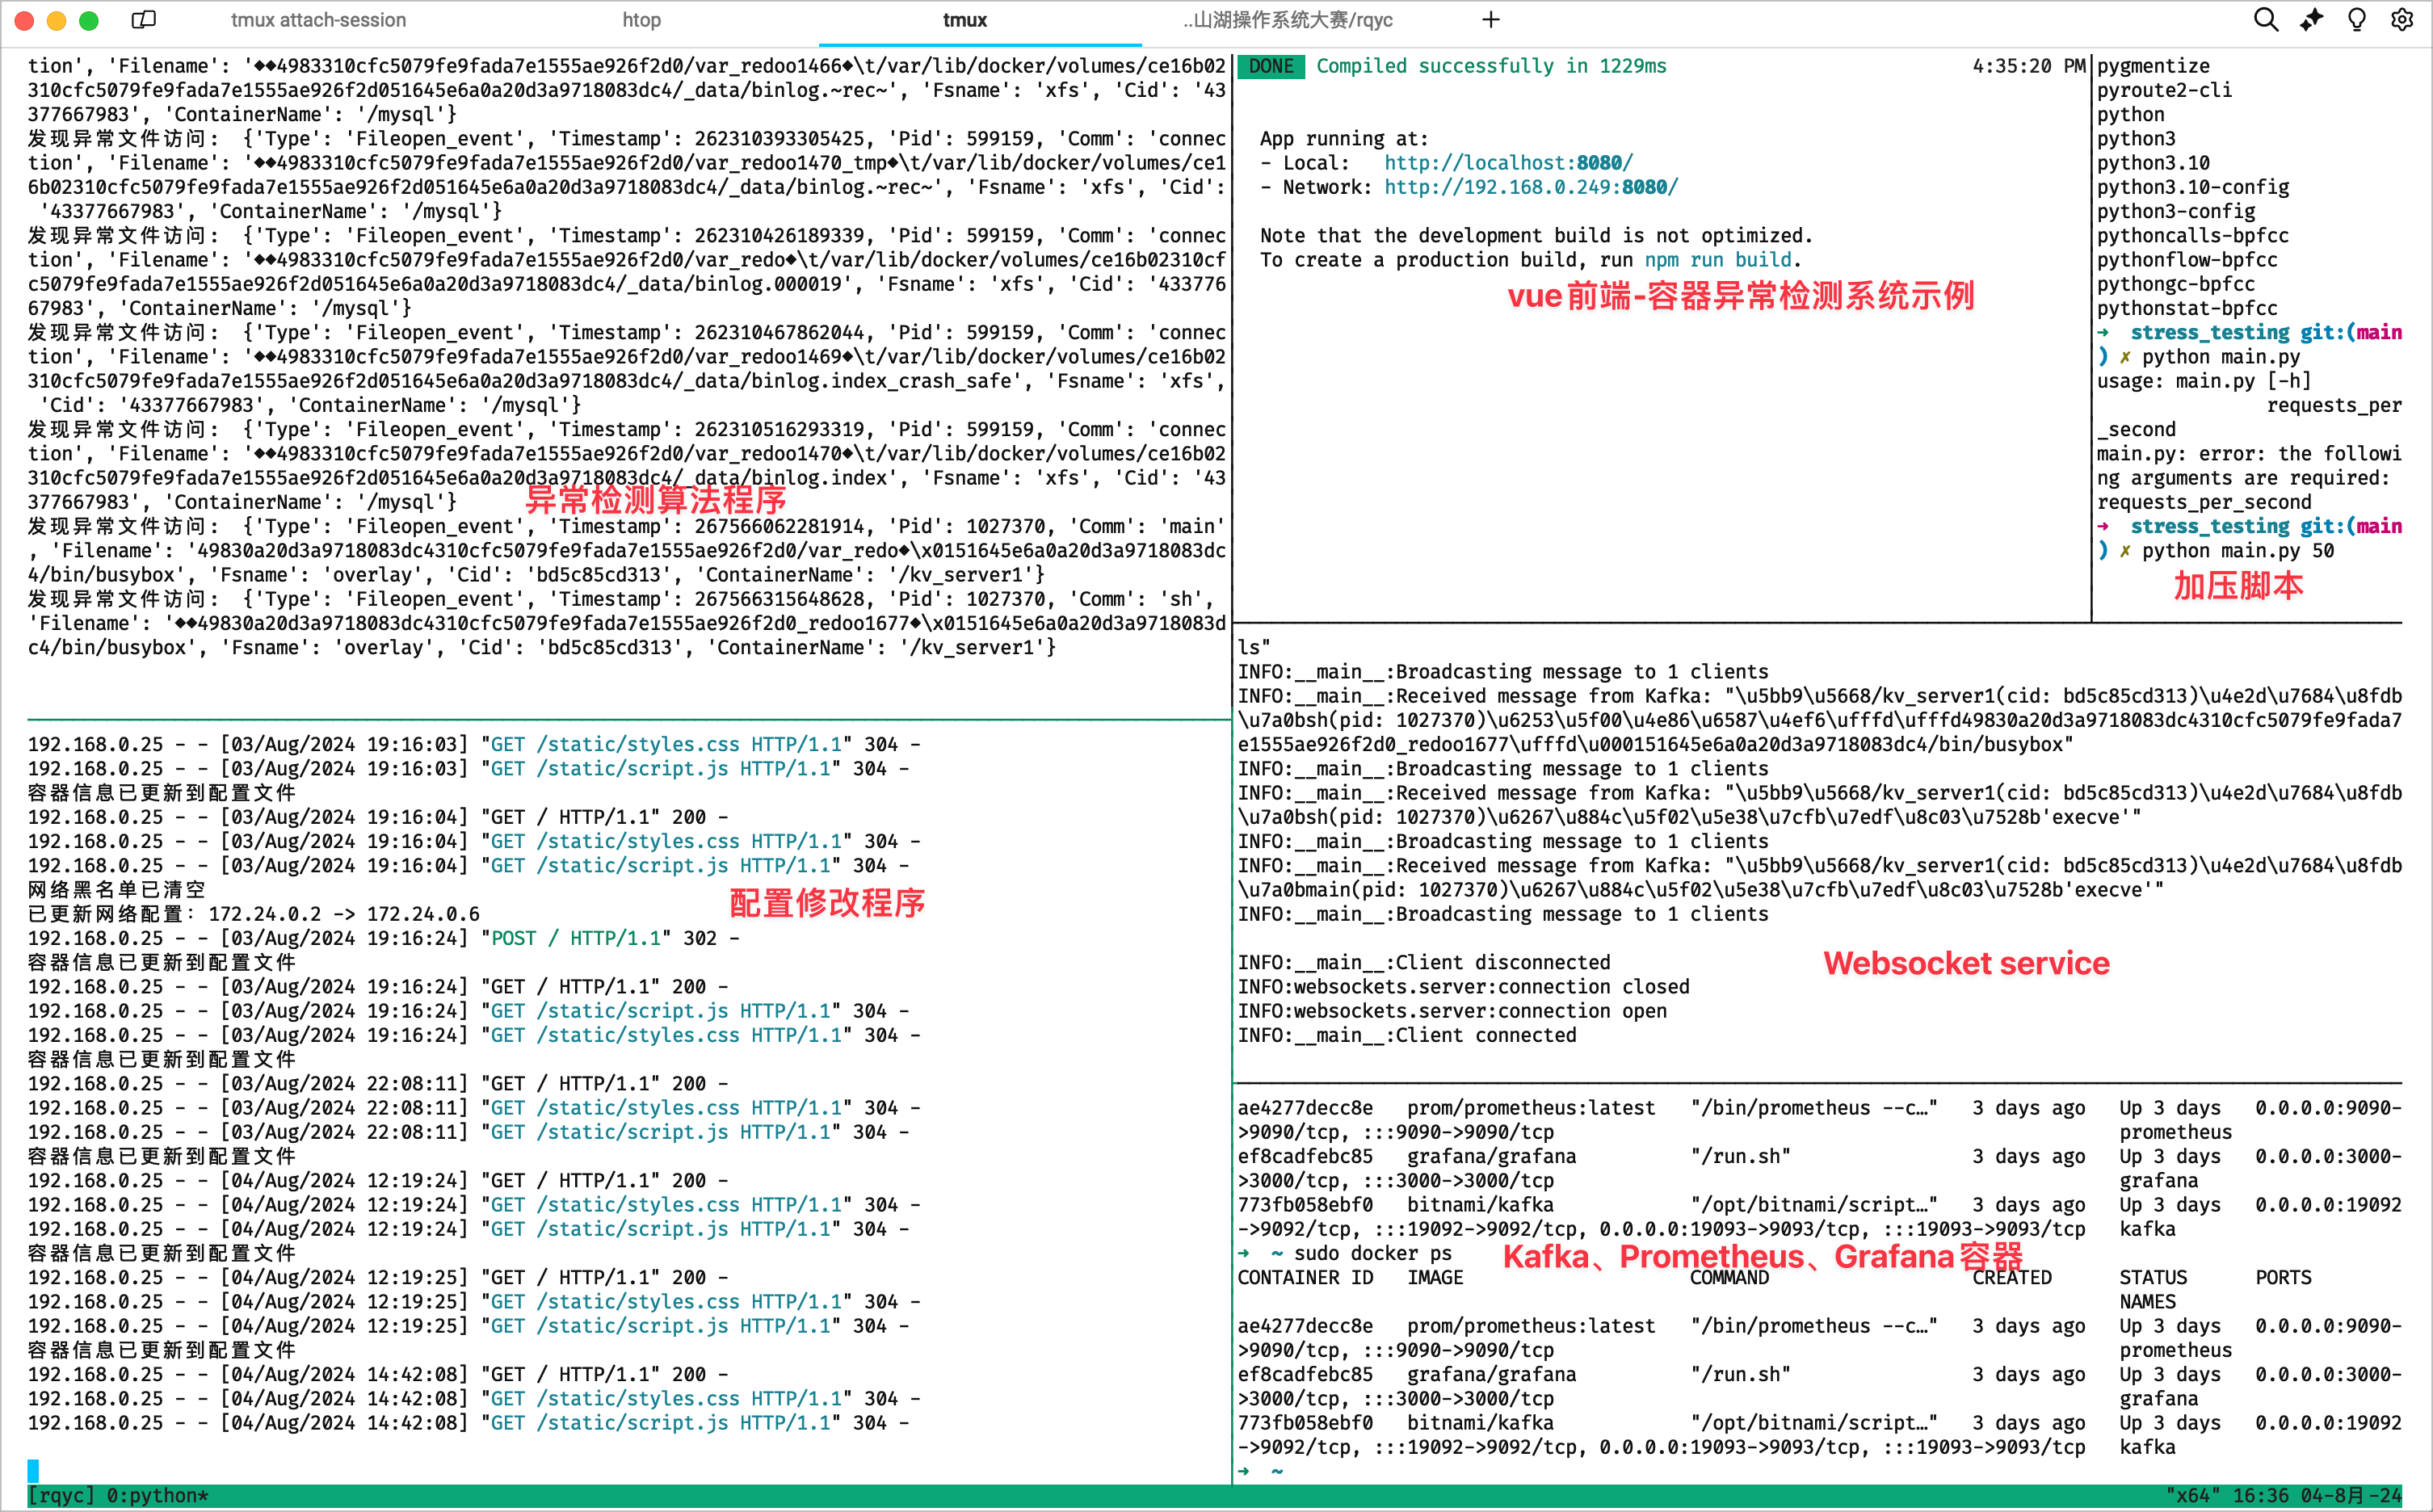 tmux attach-session
htop
tmux
..山湖操作系统大赛/rqyc
tion', 'Filename': '◆◆4983310cfc5079fe9fada7e1555ae926f2d0/var_redoo1466◆\t/var/lib/docker/volumes/ce16b02
310cfc5079fe9fada7e1555ae926f2d051645e6a0a20d3a9718083dc4/_data/binlog.~rec~', 'Fsname': 'xfs', 'Cid': '43
377667983', 'ContainerName': '/mysql'}
发现异常文件访问: {'Type': 'Fileopen_event', 'Timestamp': 262310393305425, 'Pid': 599159, 'Comm': 'connec
tion', 'Filename': '◆◆4983310cfc5079fe9fada7e1555ae926f2d0/var_redoo1470_tmp◆\t/var/lib/docker/volumes/ce1
6b02310cfc5079fe9fada7e1555ae926f2d051645e6a0a20d3a9718083dc4/_data/binlog.~rec~', 'Fsname': 'xfs', 'Cid':
'43377667983', 'ContainerName': '/mysql'}
发现异常文件访问: {'Type': 'Fileopen_event', 'Timestamp': 262310426189339, 'Pid': 599159, 'Comm': 'connec
tion', 'Filename': '◆◆4983310cfc5079fe9fada7e1555ae926f2d0/var_redo◆\t/var/lib/docker/volumes/ce16b02310cf
c5079fe9fada7e1555ae926f2d051645e6a0a20d3a9718083dc4/_data/binlog.000019', 'Fsname': 'xfs', 'Cid': '433776
67983', 'ContainerName': '/mysql'}
发现异常文件访问: {'Type': 'Fileopen_event', 'Timestamp': 262310467862044, 'Pid': 599159, 'Comm': 'connec
tion', 'Filename': '◆◆4983310cfc5079fe9fada7e1555ae926f2d0/var_redoo1469◆\t/var/lib/docker/volumes/ce16b02
310cfc5079fe9fada7e1555ae926f2d051645e6a0a20d3a9718083dc4/_data/binlog.index_crash_safe', 'Fsname': 'xfs',
'Cid': '43377667983', 'ContainerName': '/mysql'}
发现异常文件访问: {'Type': 'Fileopen_event', 'Timestamp': 262310516293319, 'Pid': 599159, 'Comm': 'connec
tion', 'Filename': '◆◆4983310cfc5079fe9fada7e1555ae926f2d0/var_redoo1470◆\t/var/lib/docker/volumes/ce16b02
310cfc5079fe9fada7e1555ae926f2d051645e6a0a20d3a9718083dc4/_data/binlog.index', 'Fsname': 'xfs', 'Cid': '43
377667983', 'ContainerName': '/mysql'}
异常检测算法程序
发现异常文件访问: {'Type': 'Fileopen_event', 'Timestamp': 267566062281914, 'Pid': 1027370, 'Comm': 'main'
, 'Filename': '49830a20d3a9718083dc4310cfc5079fe9fada7e1555ae926f2d0/var_redo◆\x0151645e6a0a20d3a9718083dc
4/bin/busybox', 'Fsname': 'overlay', 'Cid': 'bd5c85cd313', 'ContainerName': '/kv_server1'}
发现异常文件访问: {'Type': 'Fileopen_event', 'Timestamp': 267566315648628, 'Pid': 1027370, 'Comm': 'sh',
'Filename': '◆◆49830a20d3a9718083dc4310cfc5079fe9fada7e1555ae926f2d0_redoo1677◆\x0151645e6a0a20d3a9718083d
c4/bin/busybox', 'Fsname': 'overlay', 'Cid': 'bd5c85cd313', 'ContainerName': '/kv_server1'}
192.168.0.25 - - [03/Aug/2024 19:16:03] "GET /static/styles.css HTTP/1.1" 304 -
192.168.0.25 - - [03/Aug/2024 19:16:03] "GET /static/script.js HTTP/1.1" 304 -
容器信息已更新到配置文件
192.168.0.25 - - [03/Aug/2024 19:16:04] "GET / HTTP/1.1" 200 -
192.168.0.25 - - [03/Aug/2024 19:16:04] "GET /static/styles.css HTTP/1.1" 304 -
192.168.0.25 - - [03/Aug/2024 19:16:04] "GET /static/script.js HTTP/1.1" 304 -
网络黑名单已清空
配置修改程序
已更新网络配置: 172.24.0.2 -> 172.24.0.6
192.168.0.25 - - [03/Aug/2024 19:16:24] "POST / HTTP/1.1" 302 -
容器信息已更新到配置文件
192.168.0.25 - - [03/Aug/2024 19:16:24] "GET / HTTP/1.1" 200 -
192.168.0.25 - - [03/Aug/2024 19:16:24] "GET /static/script.js HTTP/1.1" 304 -
192.168.0.25 - - [03/Aug/2024 19:16:24] "GET /static/styles.css HTTP/1.1" 304 -
容器信息已更新到配置文件
192.168.0.25 - - [03/Aug/2024 22:08:11] "GET / HTTP/1.1" 200 -
192.168.0.25 - - [03/Aug/2024 22:08:11] "GET /static/styles.css HTTP/1.1" 304 -
192.168.0.25 - - [03/Aug/2024 22:08:11] "GET /static/script.js HTTP/1.1" 304 -
容器信息已更新到配置文件
192.168.0.25 - - [04/Aug/2024 12:19:24] "GET / HTTP/1.1" 200 -
192.168.0.25 - - [04/Aug/2024 12:19:24] "GET /static/styles.css HTTP/1.1" 304 -
192.168.0.25 - - [04/Aug/2024 12:19:24] "GET /static/script.js HTTP/1.1" 304 -
容器信息已更新到配置文件
192.168.0.25 - - [04/Aug/2024 12:19:25] "GET / HTTP/1.1" 200 -
192.168.0.25 - - [04/Aug/2024 12:19:25] "GET /static/styles.css HTTP/1.1" 304 -
192.168.0.25 - - [04/Aug/2024 12:19:25] "GET /static/script.js HTTP/1.1" 304 -
容器信息已更新到配置文件
192.168.0.25 - - [04/Aug/2024 14:42:08] "GET / HTTP/1.1" 200 -
192.168.0.25 - - [04/Aug/2024 14:42:08] "GET /static/styles.css HTTP/1.1" 304 -
192.168.0.25 - - [04/Aug/2024 14:42:08] "GET /static/script.js HTTP/1.1" 304 -
DONE Compiled successfully in 1229ms 4:35:20 PM
App running at:
- Local: http://localhost:8080/
- Network: http://192.168.0.249:8080/
Note that the development build is not optimized.
To create a production build, run npm run build.
vue前端-容器异常检测系统示例
pygmentize
pyroute2-cli
python
python3
python3.10
python3.10-config
python3-config
pythoncalls-bpfcc
pythonflow-bpfcc
pythongc-bpfcc
pythonstat-bpfcc
➜ stress_testing git:(main
) ✗ python main.py
usage: main.py [-h]
requests_per
_second
main.py: error: the followi
ng arguments are required:
requests_per_second
➜ stress_testing git:(main
) ✗ python main.py 50
加压脚本
ls"
INFO:__main__:Broadcasting message to 1 clients
INFO:__main__:Received message from Kafka: "\u5bb9\u5668/kv_server1(cid: bd5c85cd313)\u4e2d\u7684\u8fdb
\u7a0bsh(pid: 1027370)\u6253\u5f00\u4e86\u6587\u4ef6\ufffd\ufffd49830a20d3a9718083dc4310cfc5079fe9fada7
e1555ae926f2d0_redoo1677\ufffd\u000151645e6a0a20d3a9718083dc4/bin/busybox"
INFO:__main__:Broadcasting message to 1 clients
INFO:__main__:Received message from Kafka: "\u5bb9\u5668/kv_server1(cid: bd5c85cd313)\u4e2d\u7684\u8fdb
\u7a0bsh(pid: 1027370)\u6267\u884c\u5f02\u5e38\u7cfb\u7edf\u8c03\u7528b'execve'"
INFO:__main__:Broadcasting message to 1 clients
INFO:__main__:Received message from Kafka: "\u5bb9\u5668/kv_server1(cid: bd5c85cd313)\u4e2d\u7684\u8fdb
\u7a0bmain(pid: 1027370)\u6267\u884c\u5f02\u5e38\u7cfb\u7edf\u8c03\u7528b'execve'"
INFO:__main__:Broadcasting message to 1 clients
INFO:__main__:Client disconnected
Websocket service
INFO:websockets.server:connection closed
INFO:websockets.server:connection open
INFO:__main__:Client connected
ae4277decc8e prom/prometheus:latest "/bin/prometheus --c…" 3 days ago Up 3 days 0.0.0.0:9090-
>9090/tcp, :::9090->9090/tcp prometheus
ef8cadfebc85 grafana/grafana "/run.sh" 3 days ago Up 3 days 0.0.0.0:3000-
>3000/tcp, :::3000->3000/tcp grafana
773fb058ebf0 bitnami/kafka "/opt/bitnami/script…" 3 days ago Up 3 days 0.0.0.0:19092
->9092/tcp, :::19092->9092/tcp, 0.0.0.0:19093->9093/tcp, :::19093->9093/tcp kafka
➜ ~ sudo docker ps
Kafka、Prometheus、Grafana容器
CONTAINER ID IMAGE COMMAND CREATED STATUS PORTS
NAMES
ae4277decc8e prom/prometheus:latest "/bin/prometheus --c…" 3 days ago Up 3 days 0.0.0.0:9090-
>9090/tcp, :::9090->9090/tcp prometheus
ef8cadfebc85 grafana/grafana "/run.sh" 3 days ago Up 3 days 0.0.0.0:3000-
>3000/tcp, :::3000->3000/tcp grafana
773fb058ebf0 bitnami/kafka "/opt/bitnami/script…" 3 days ago Up 3 days 0.0.0.0:19092
->9092/tcp, :::19092->9092/tcp, 0.0.0.0:19093->9093/tcp, :::19093->9093/tcp kafka
➜ ~
[rqyc] 0:python* "x64" 16:36 04-8月-24